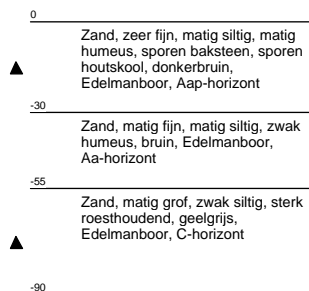 0
Zand, zeer fijn, matig siltig, matig
humeus, sporen baksteen, sporen
houtskool, donkerbruin,
Edelmanboor, Aap-horizont
-30
Zand, matig fijn, matig siltig, zwak
humeus, bruin, Edelmanboor,
Aa-horizont
-55
Zand, matig grof, zwak siltig, sterk
roesthoudend, geelgrijs,
Edelmanboor, C-horizont
-90